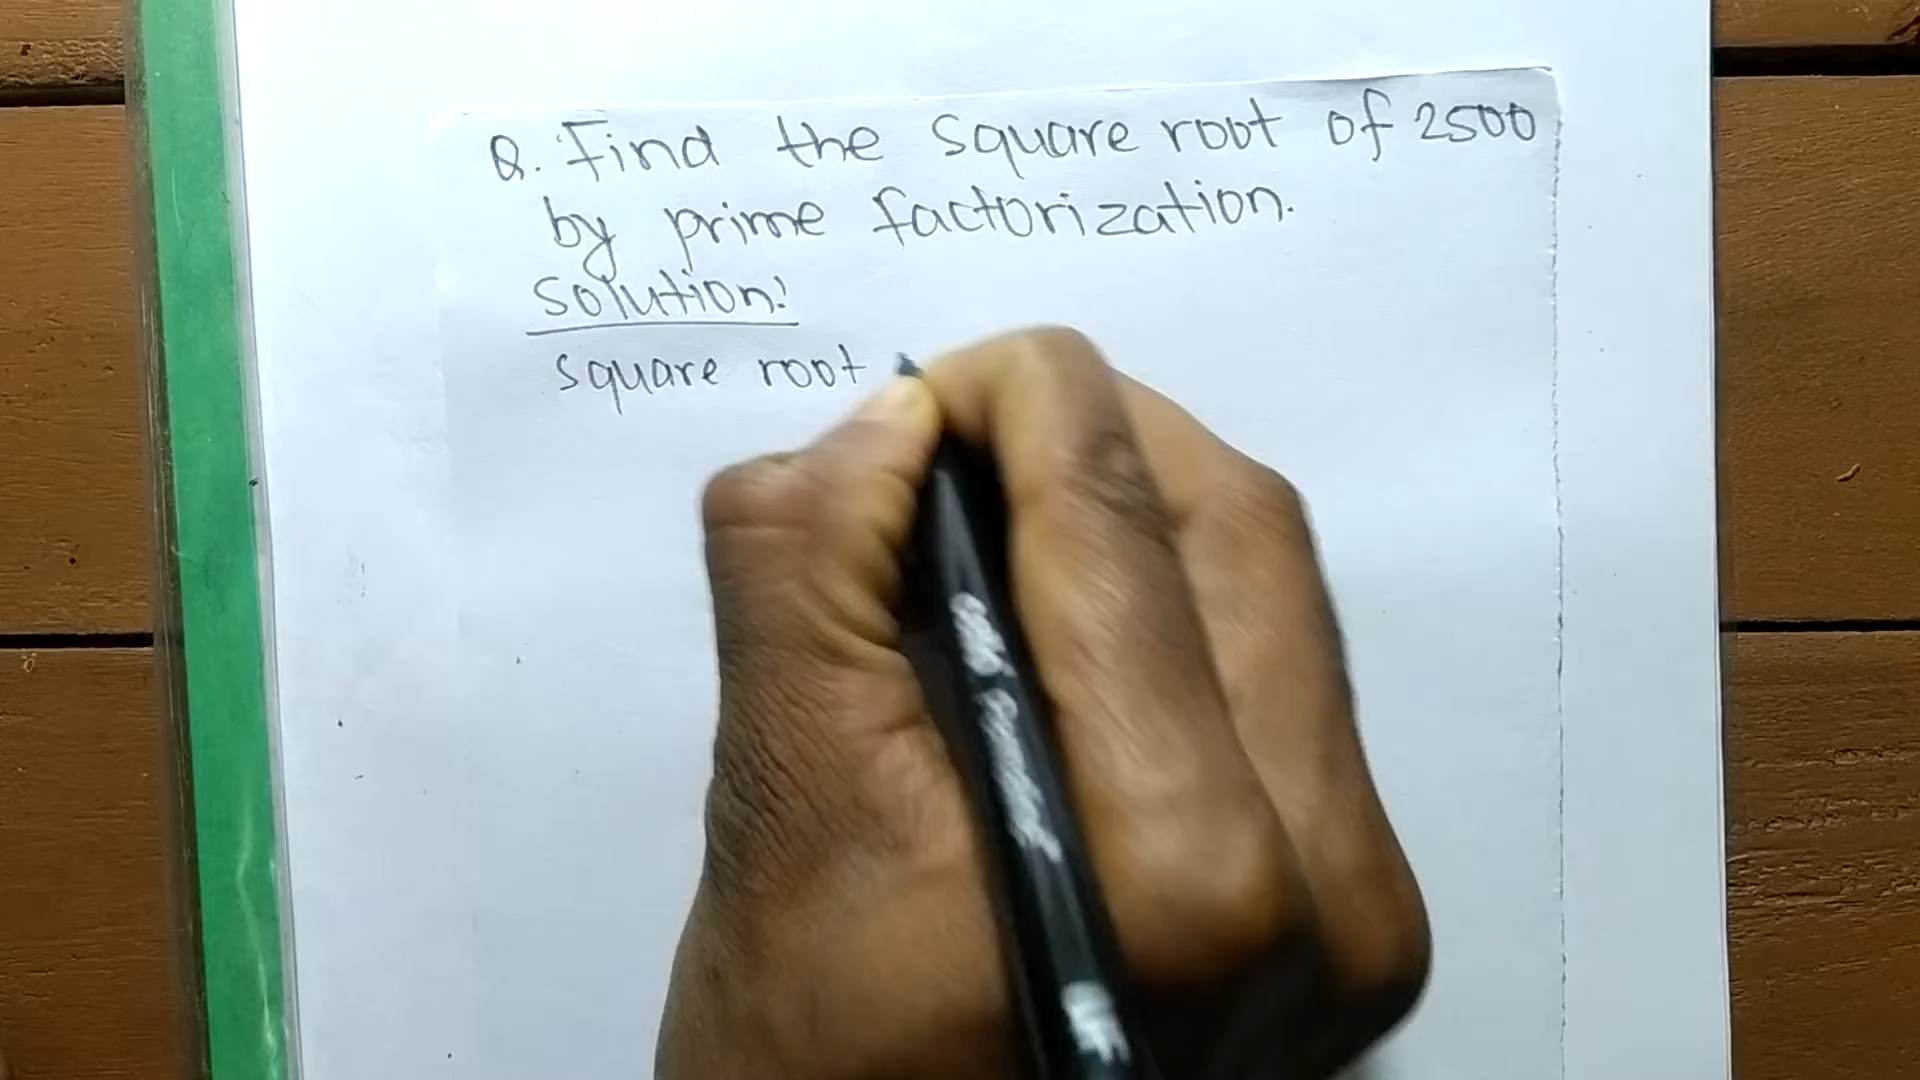 Q. Find the square root of 2500
by prime factorization.
Solution:
square root